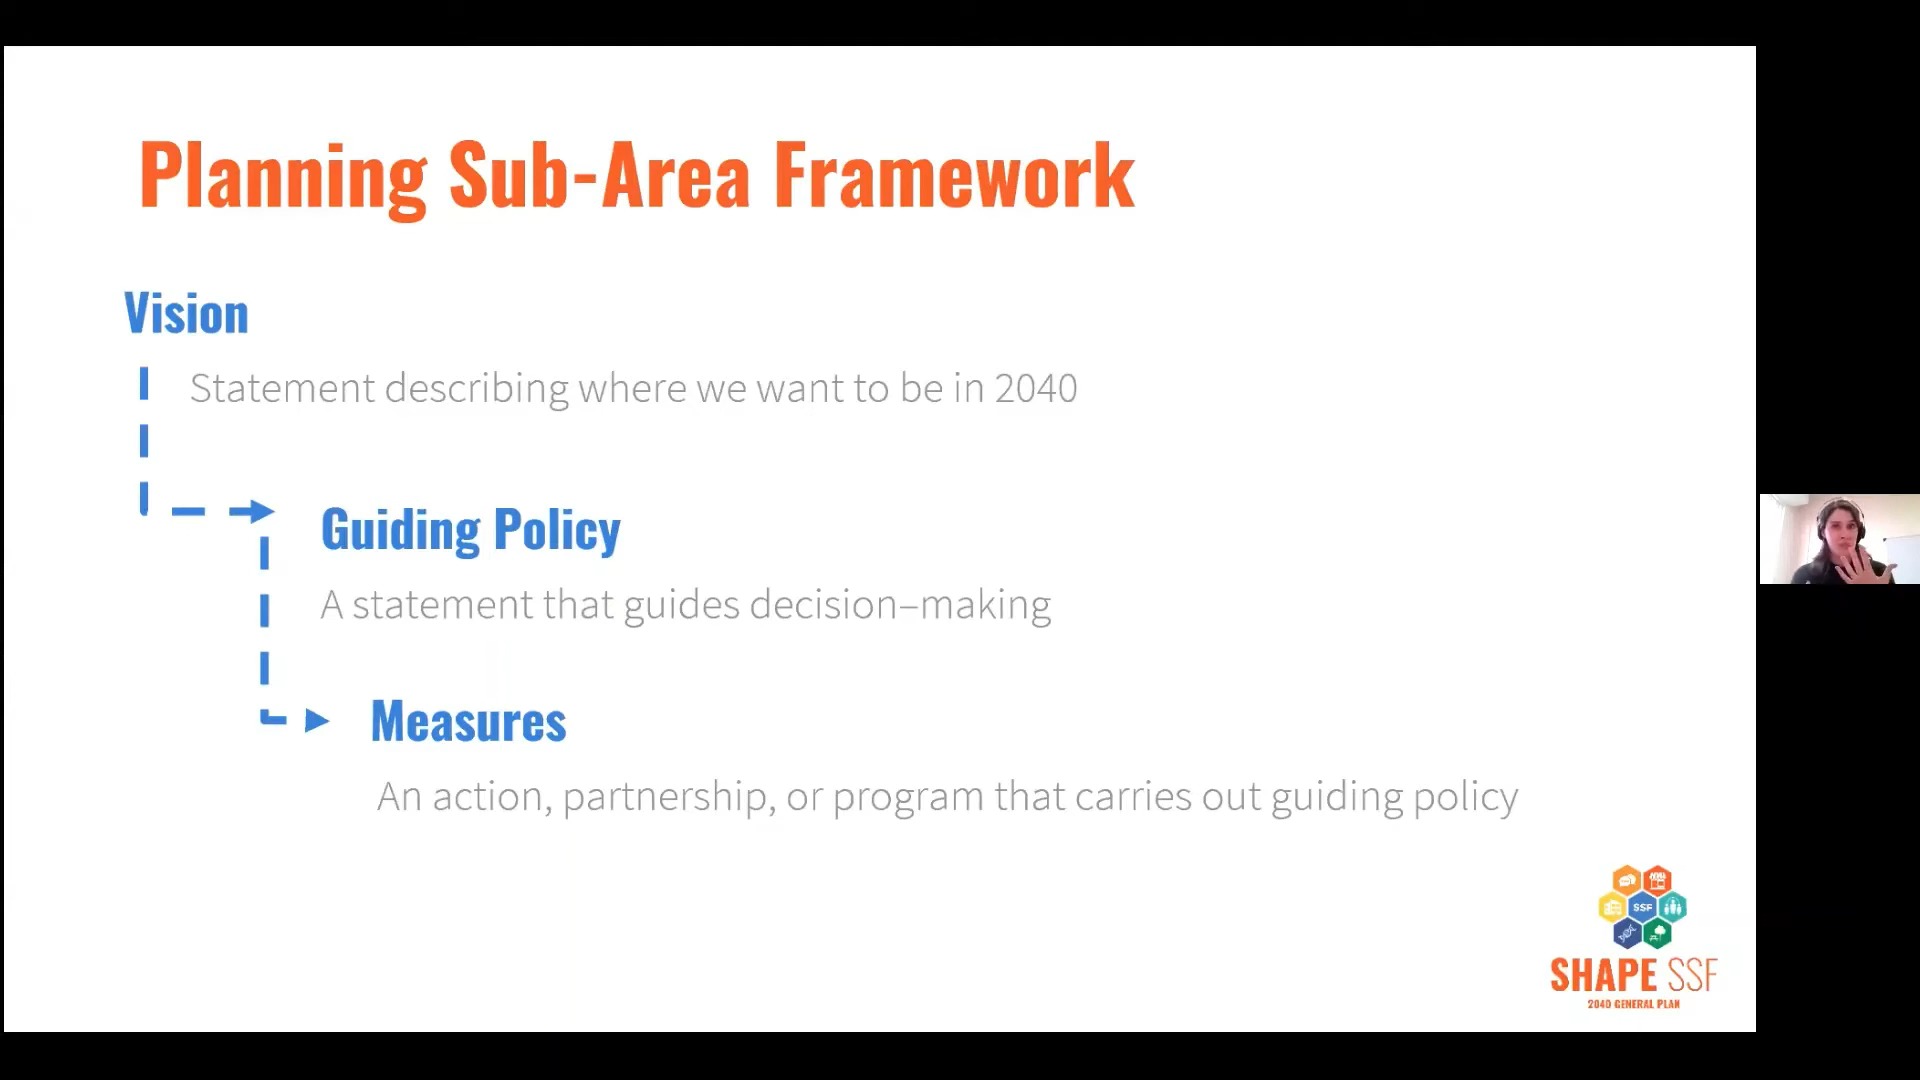 Planning Sub-Area Framework
Vision
Statement describing where we want to be in 2040
Guiding Policy
A statement that guides decision–making
Measures
An action, partnership, or program that carries out guiding policy
SSF
SHAPE SSF
2040 GENERAL PLAN